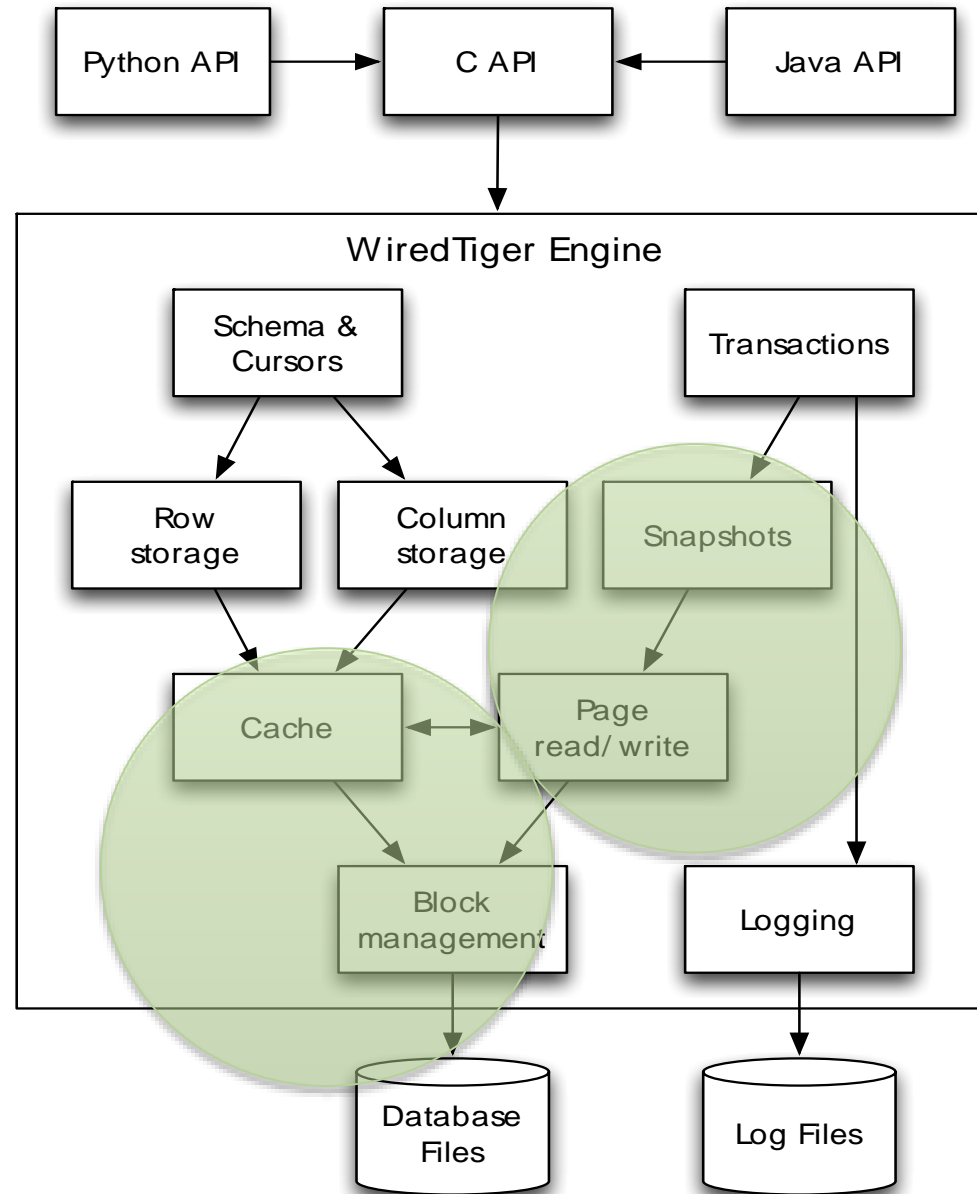 Python API
C API
Java API
WiredTiger Engine
Schema &
Cursors
Transactions
Row
storage
Column
storage
Snapshots
Cache
Page
read/write
Block
management
Logging
Database
Files
Log Files